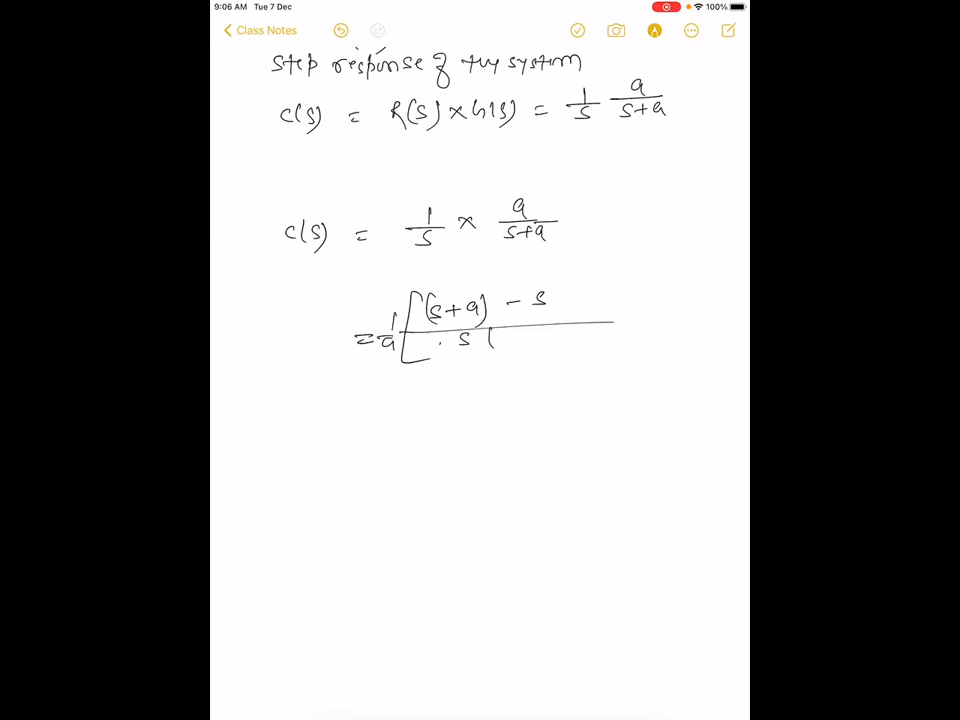 9:06 AM Tue 7 Dec 100%
Class Notes
Step response of the system
C(s) = R(s) × G(s) = 1/s a/s+a
C(s) = 1/s × a/s+a
= 1/a [ (s+a) - s / s (